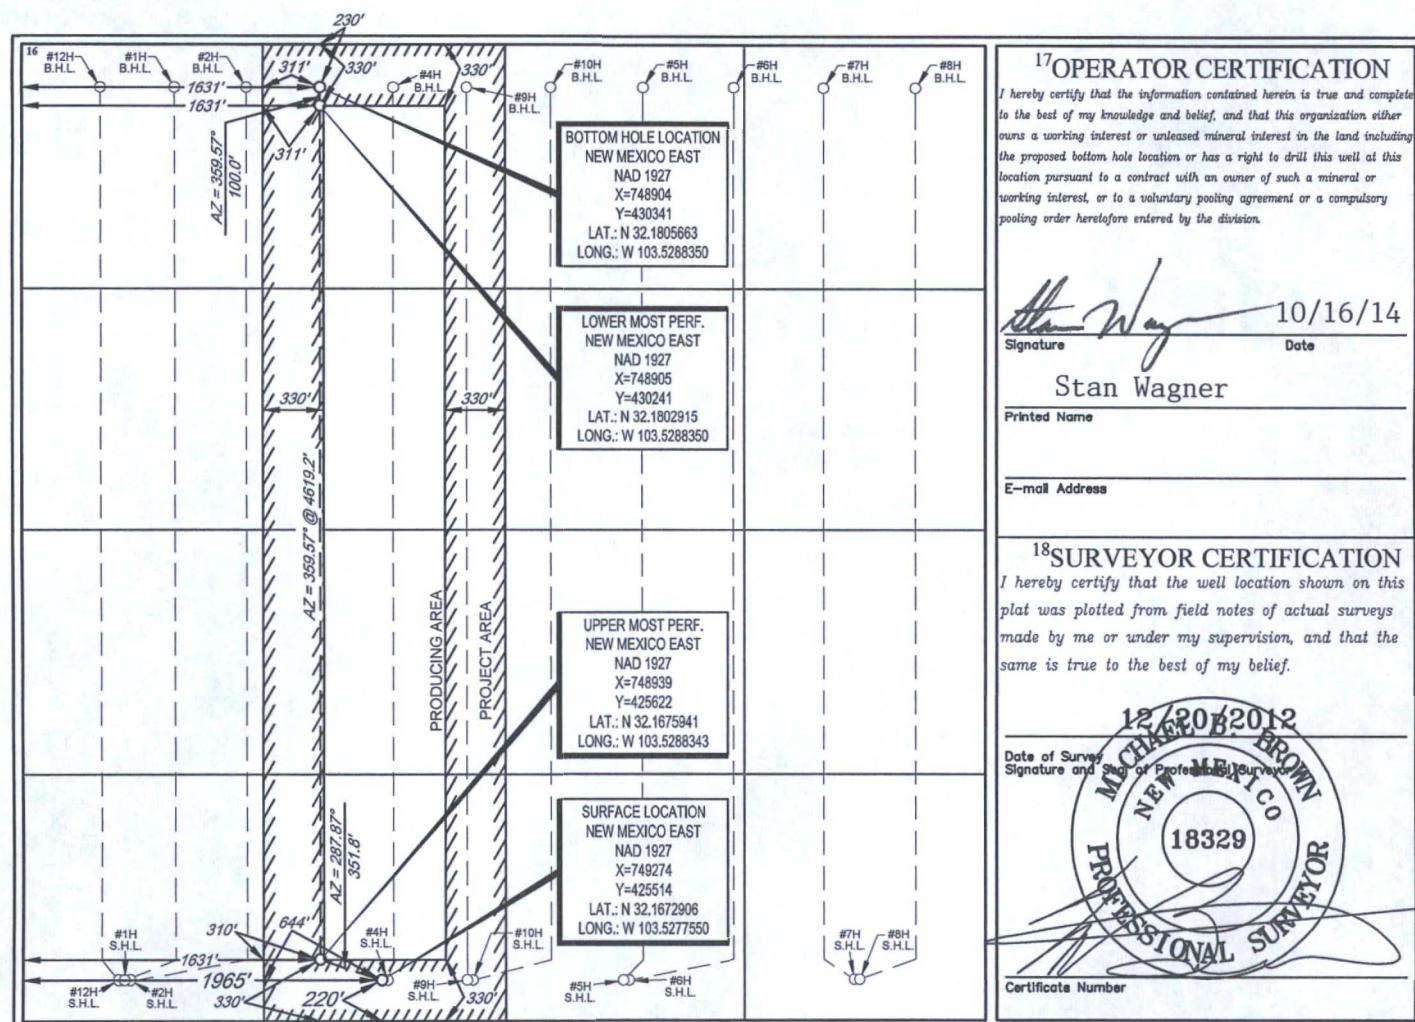 16
230'
#12H
B.H.L.
#1H
B.H.L.
#2H
B.H.L.
311'
330'
#4H
B.H.L.
330'
#9H
B.H.L.
#10H
B.H.L.
#5H
B.H.L.
#6H
B.H.L.
#7H
B.H.L.
#8H
B.H.L.
1631'
1631'
311'
AZ = 359.57°
100.0'
BOTTOM HOLE LOCATION
NEW MEXICO EAST
NAD 1927
X=748904
Y=430341
LAT.: N 32.1805663
LONG.: W 103.5288350
LOWER MOST PERF.
NEW MEXICO EAST
NAD 1927
X=748905
Y=430241
LAT.: N 32.1802915
LONG.: W 103.5288350
330'
330'
AZ = 359.57° @ 4619.2'
PRODUCING AREA
PROJECT AREA
UPPER MOST PERF.
NEW MEXICO EAST
NAD 1927
X=748939
Y=425622
LAT.: N 32.1675941
LONG.: W 103.5288343
SURFACE LOCATION
NEW MEXICO EAST
NAD 1927
X=749274
Y=425514
LAT.: N 32.1672906
LONG.: W 103.5277550
AZ = 287.87°
351.8'
#1H
S.H.L.
310'
644'
#4H
S.H.L.
#10H
S.H.L.
#7H
S.H.L.
#8H
S.H.L.
1631'
1965'
#12H
S.H.L.
#2H
S.H.L.
330'
220'
#9H
S.H.L.
330'
#5H
S.H.L.
#6H
S.H.L.
17 OPERATOR CERTIFICATION
I hereby certify that the information contained herein is true and complete
to the best of my knowledge and belief, and that this organization either
owns a working interest or unleased mineral interest in the land including
the proposed bottom hole location or has a right to drill this well at this
location pursuant to a contract with an owner of such a mineral or
working interest, or to a voluntary pooling agreement or a compulsory
pooling order heretofore entered by the division.
Stan Wag
10/16/14
Signature Date
Stan Wagner
Printed Name
E-mail Address
18 SURVEYOR CERTIFICATION
I hereby certify that the well location shown on this
plat was plotted from field notes of actual surveys
made by me or under my supervision, and that the
same is true to the best of my belief.
12/20/2012
Date of Survey
Signature and Seal of Professional Surveyor
MICHAEL B. BROWN
NEW MEXICO
18329
PROFESSIONAL SURVEYOR
Certificate Number